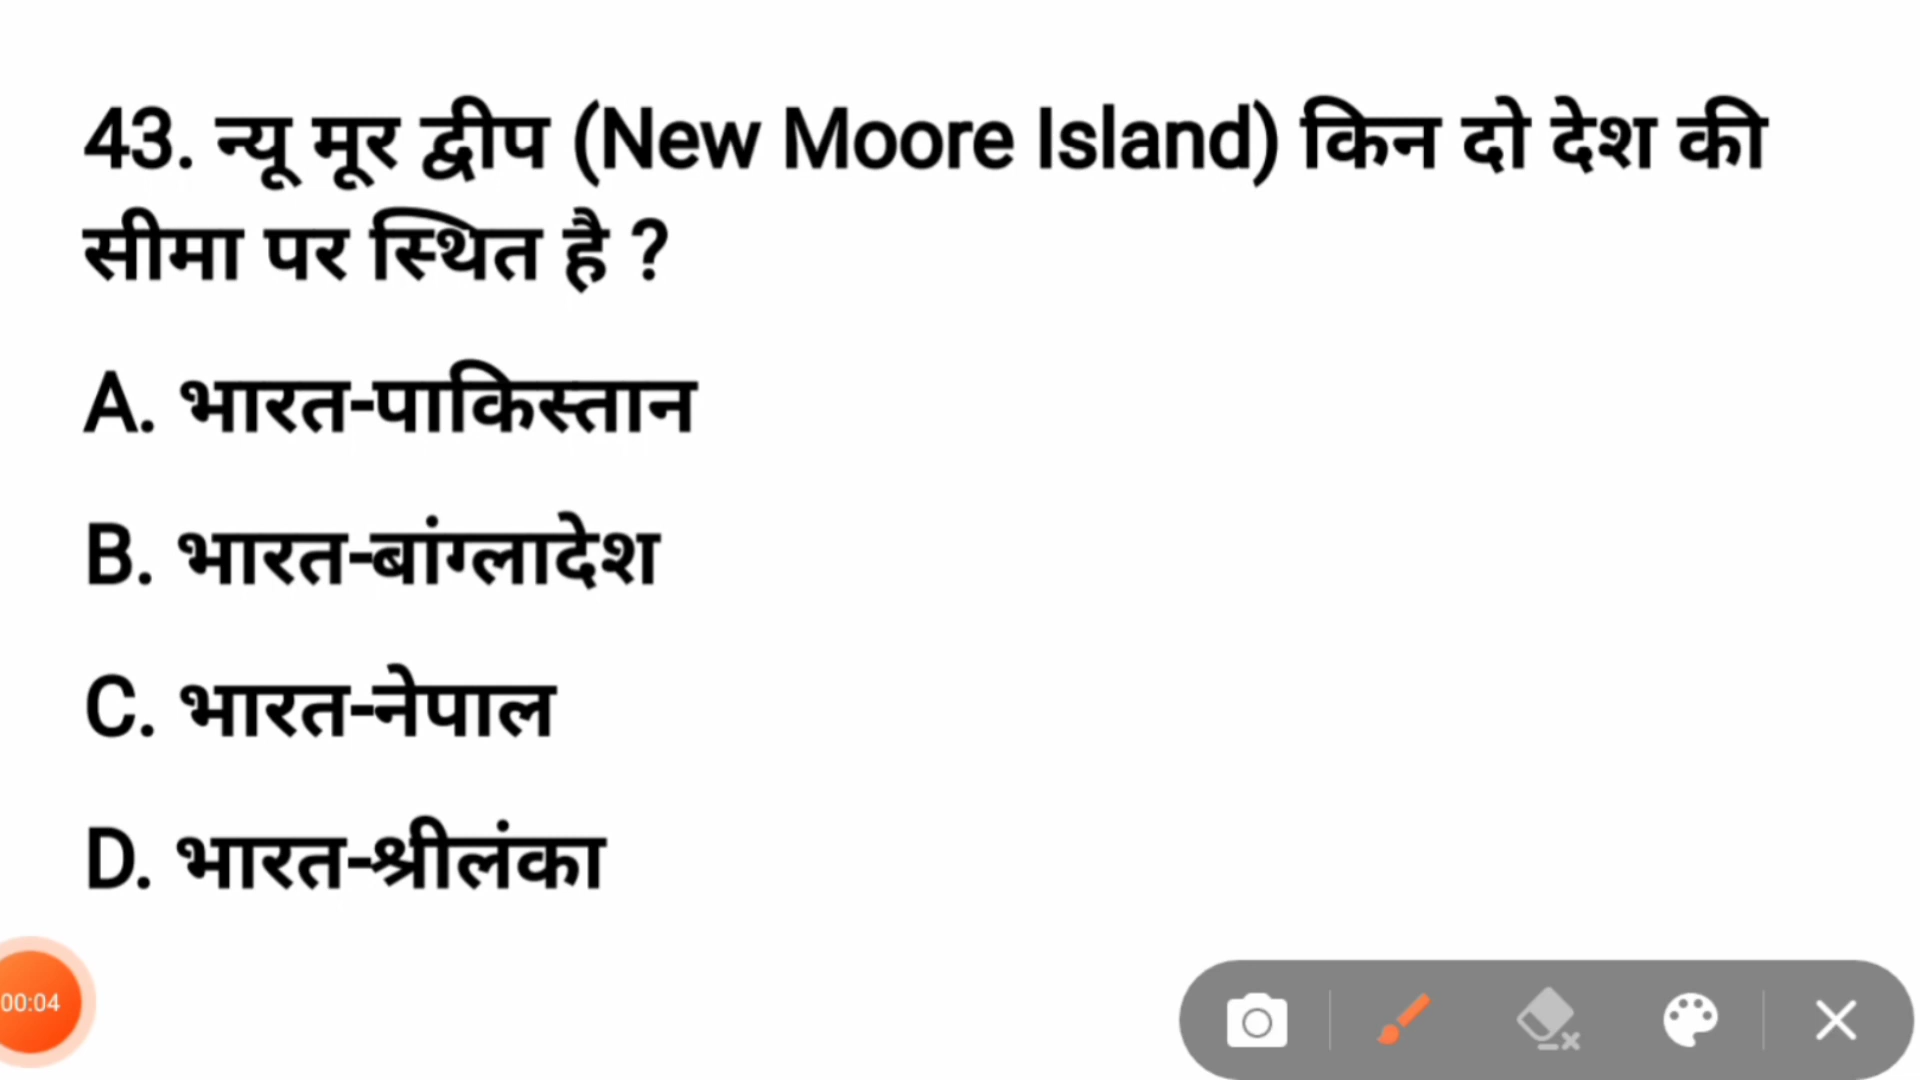 43. न्यू मूर द्वीप (New Moore Island) किन दो देश की
सीमा पर स्थित है ?
A. भारत-पाकिस्तान
B. भारत-बांग्लादेश
C. भारत-नेपाल
D. भारत-श्रीलंका
00:04